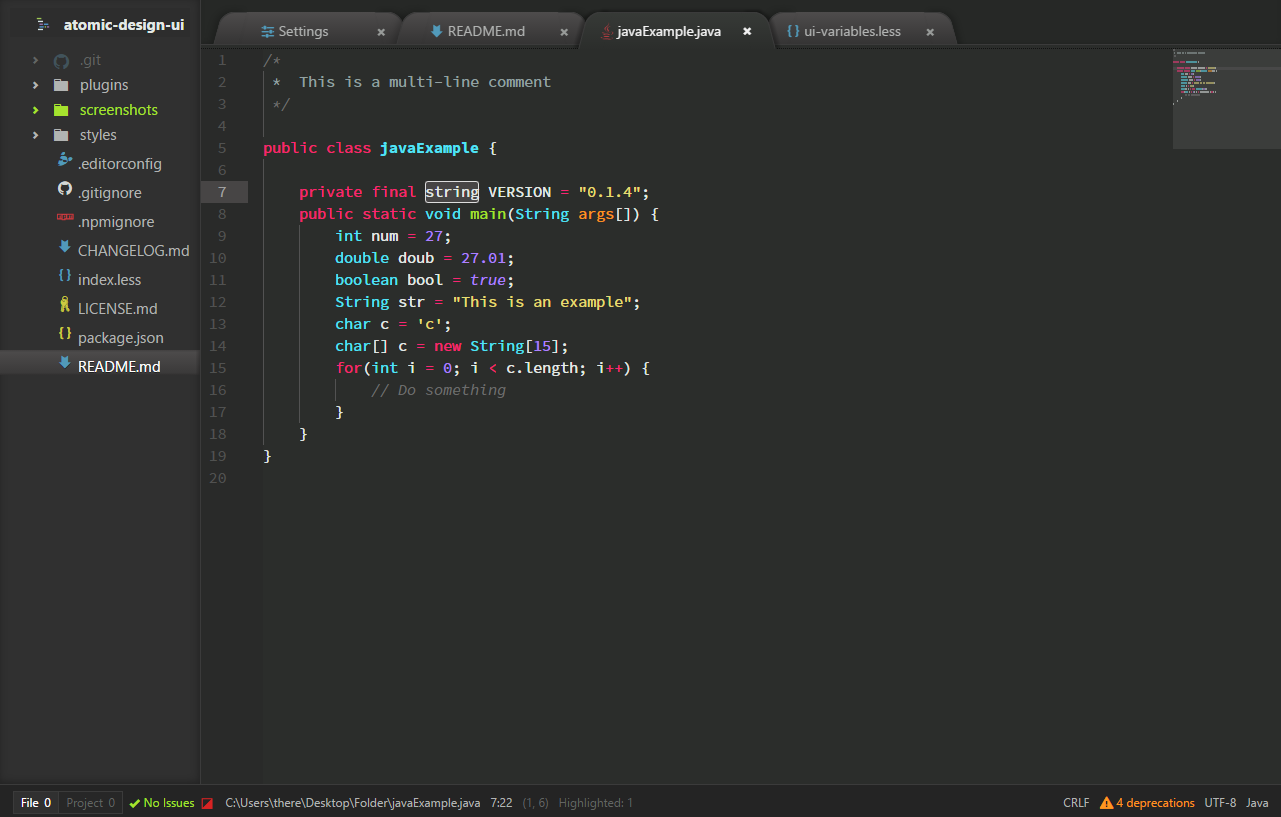 atomic-design-ui
.git
plugins
screenshots
styles
.editorconfig
.gitignore
npm .npmignore
CHANGELOG.md
{} index.less
LICENSE.md
{} package.json
README.md
Settings × README.md × javaExample.java × {} ui-variables.less ×
1 /*
2 * This is a multi-line comment
3 */
4
5 public class javaExample {
6
7 private final string VERSION = "0.1.4";
8 public static void main(String args[]) {
9 int num = 27;
10 double doub = 27.01;
11 boolean bool = true;
12 String str = "This is an example";
13 char c = 'c';
14 char[] c = new String[15];
15 for(int i = 0; i < c.length; i++) {
16 // Do something
17 }
18 }
19 }
20
File 0 Project 0 No Issues C:\Users\there\Desktop\Folder\javaExample.java 7:22 (1, 6) Highlighted: 1 CRLF 4 deprecations UTF-8 Java